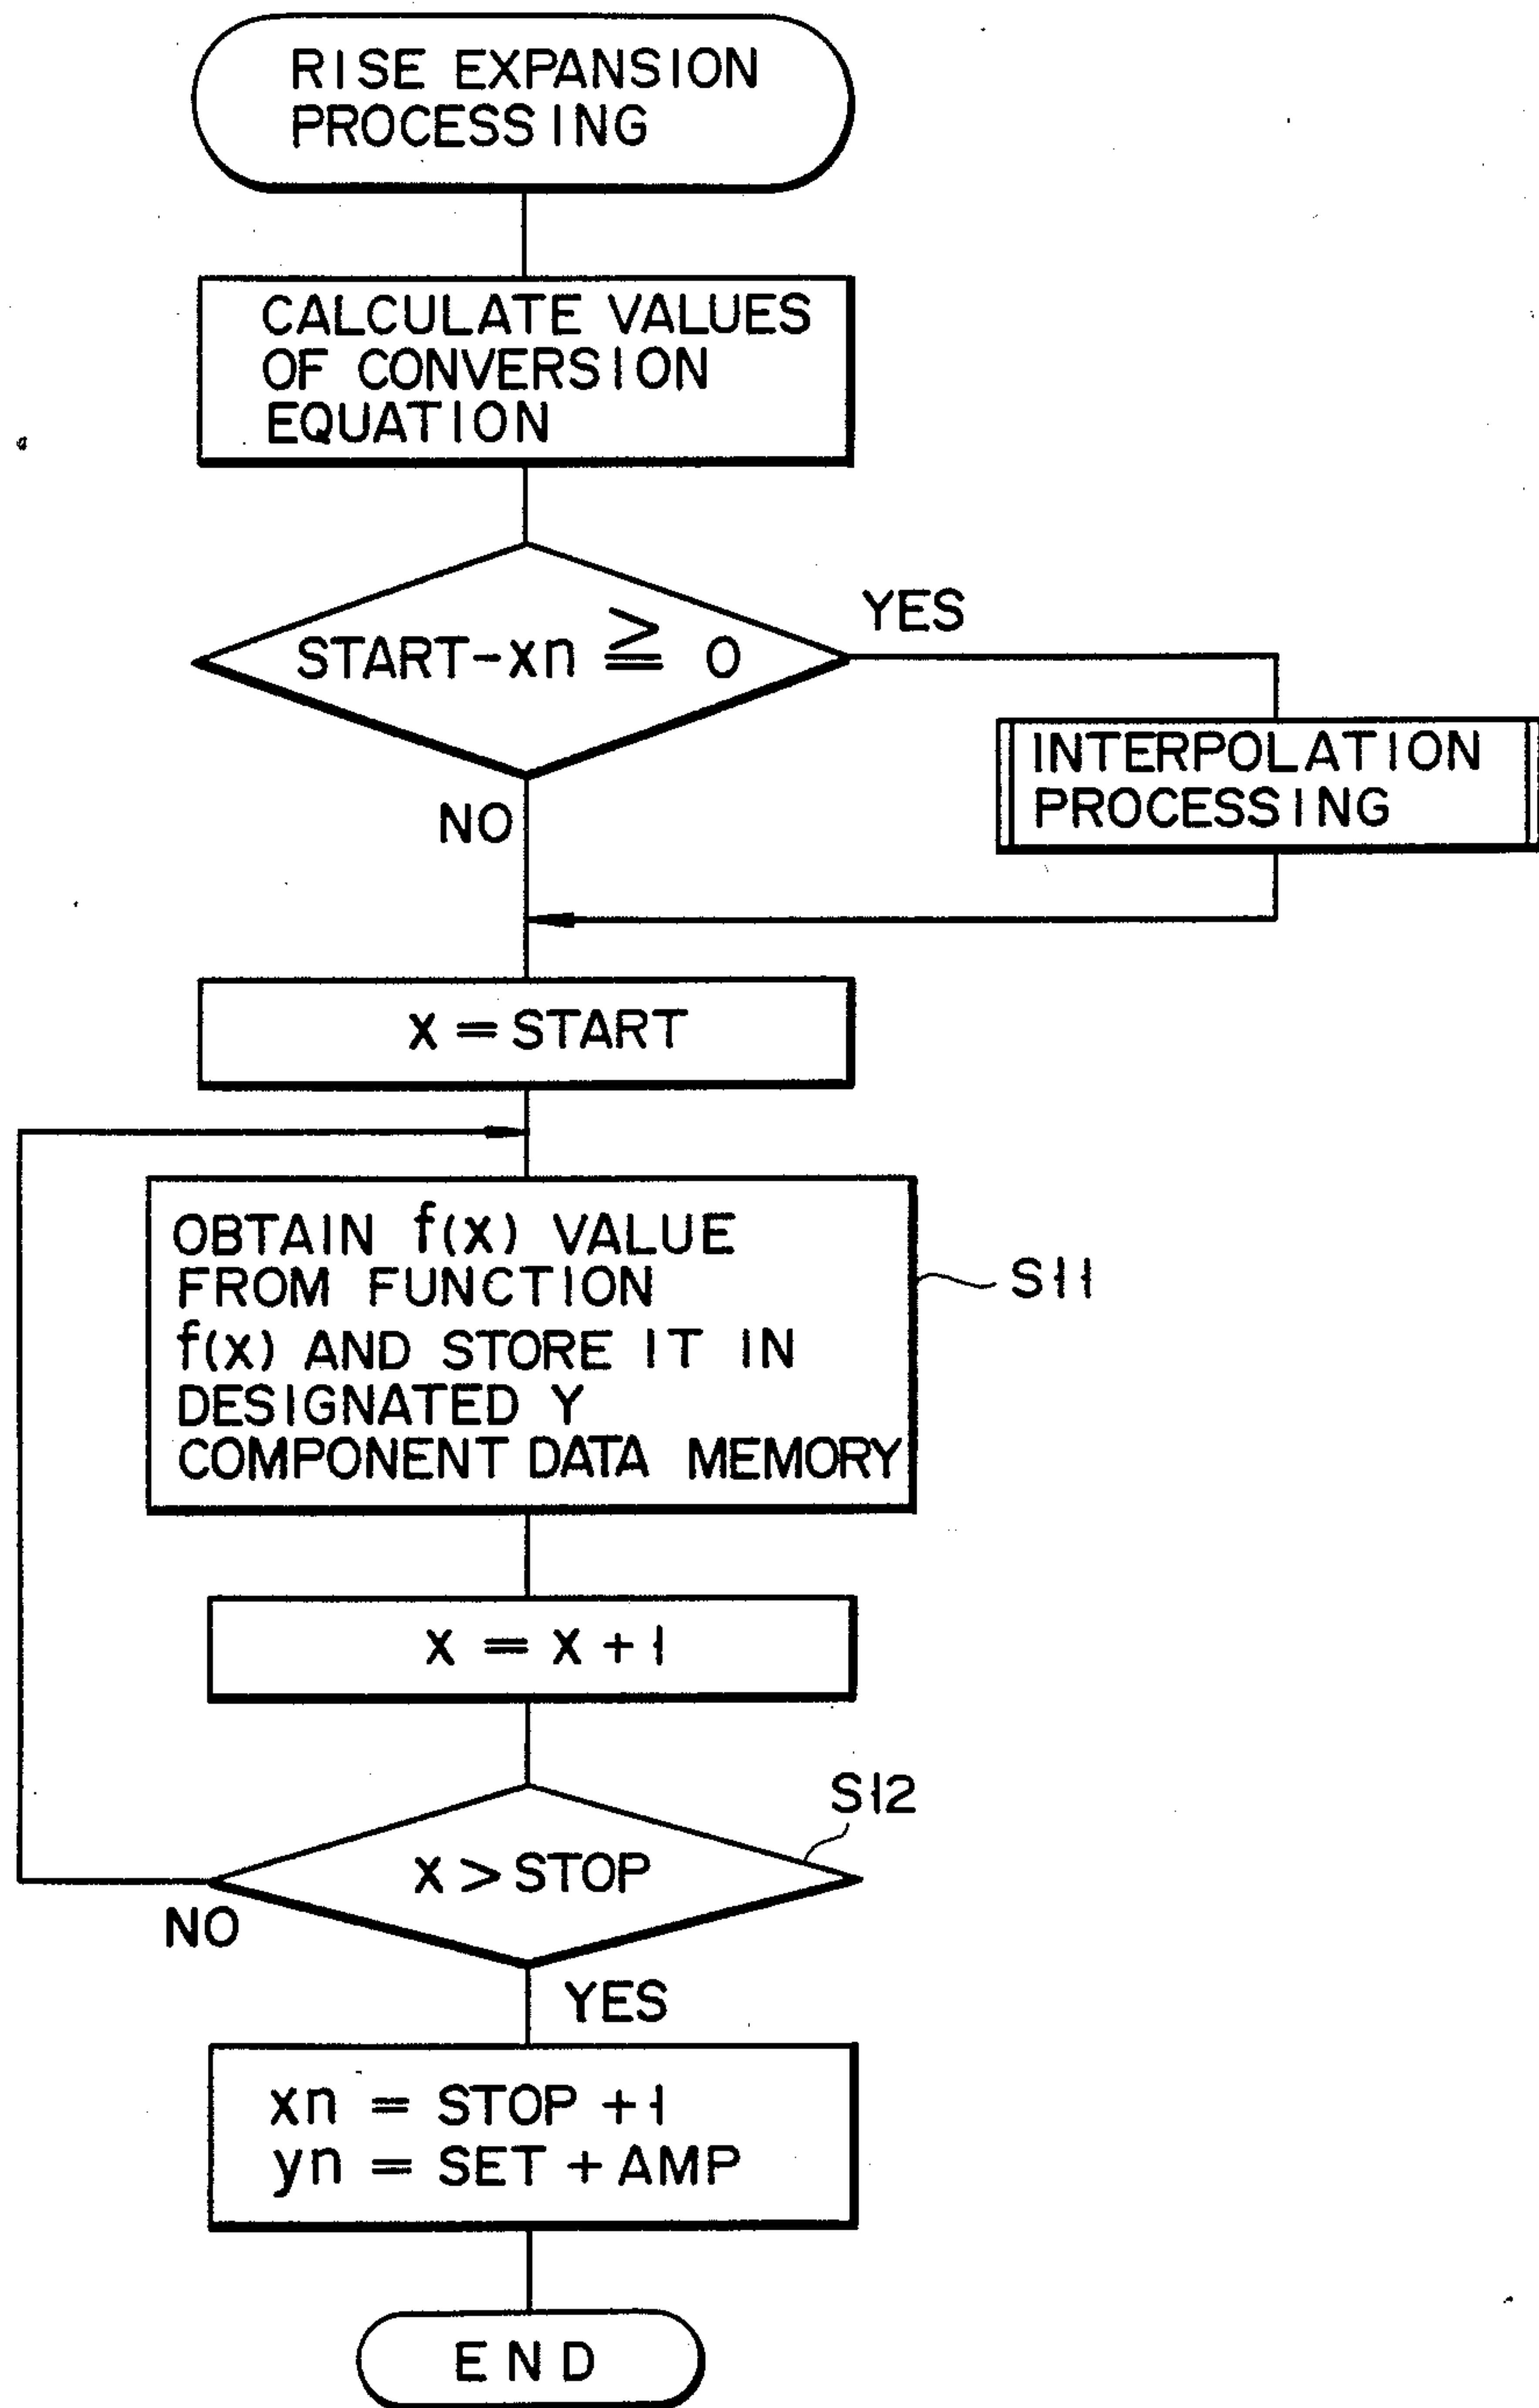 RISE EXPANSION
PROCESSING
CALCULATE VALUES
OF CONVERSION
EQUATION
START-xn ≧ 0
YES
INTERPOLATION
PROCESSING
NO
x = START
OBTAIN f(x) VALUE
FROM FUNCTION
f(x) AND STORE IT IN
DESIGNATED Y
COMPONENT DATA MEMORY
S11
x = x + 1
S12
x > STOP
NO
YES
xn = STOP + 1
yn = SET + AMP
END